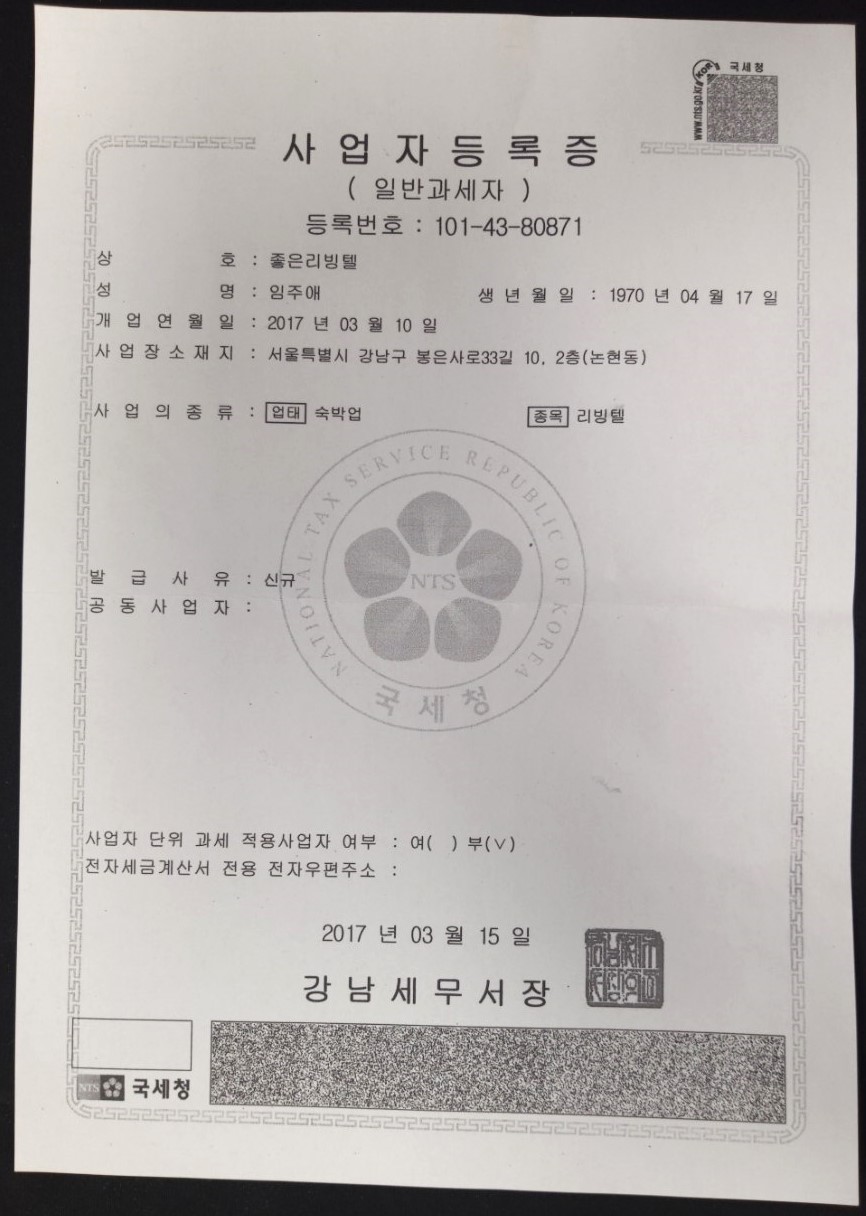 국세청
사업자등록증
( 일반과세자 )
등록번호 : 101-43-80871
상 호 : 좋은리빙텔
성 명 : 임주애 생 년 월 일 : 1970 년 04 월 17 일
개 업 연 월 일 : 2017 년 03 월 10 일
사 업 장 소 재 지 : 서울특별시 강남구 봉은사로33길 10, 2층(논현동)
사 업 의 종 류 : 업태 숙박업 종목 리빙텔
NATIONAL TAX SERVICE REPUBLIC OF KOREA
NTS
국세청
발 급 사 유 : 신규
공 동 사 업 자 :
사업자 단위 과세 적용사업자 여부 : 여( ) 부(∨)
전자세금계산서 전용 전자우편주소 :
2017 년 03 월 15 일
강남세무서장
NTS 국세청